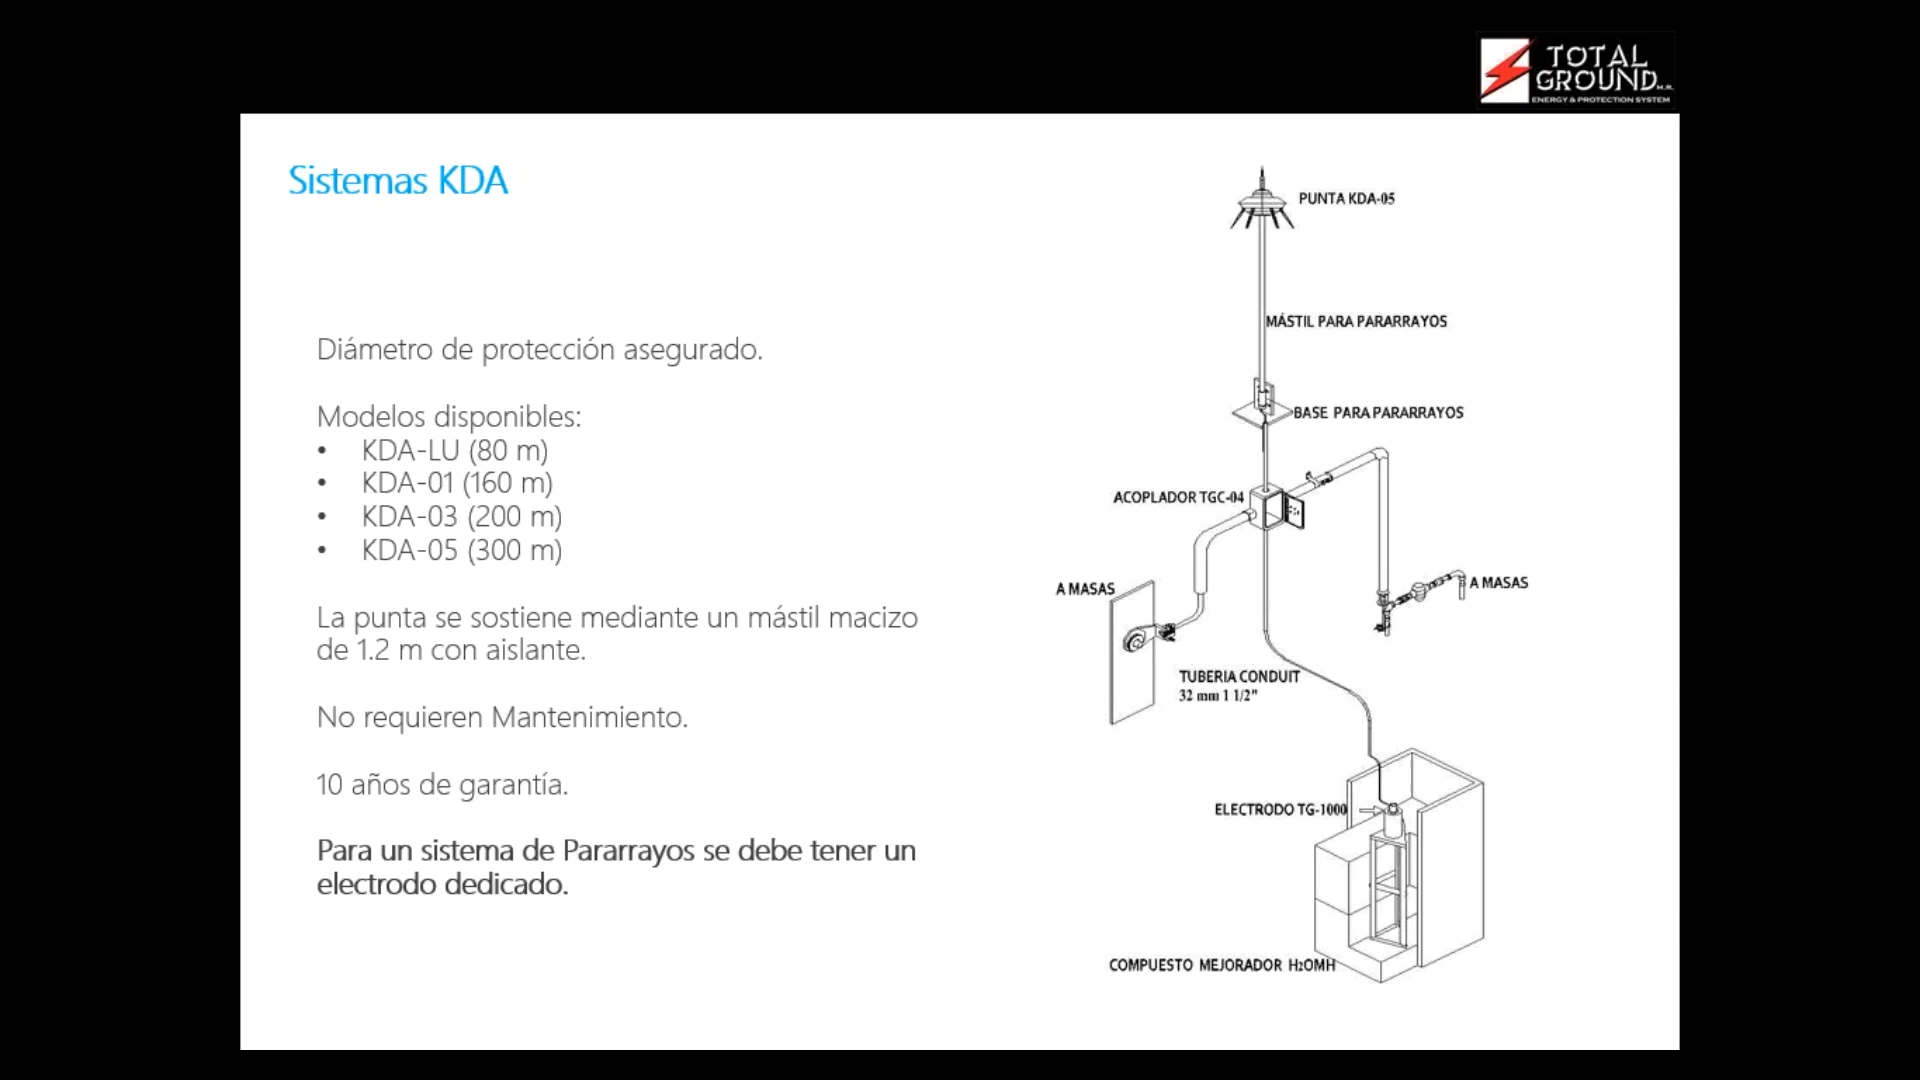 TOTAL
GROUND M.R.
ENERGY & PROTECTION SYSTEM
Sistemas KDA
Diámetro de protección asegurado.
Modelos disponibles:
• KDA-LU (80 m)
• KDA-01 (160 m)
• KDA-03 (200 m)
• KDA-05 (300 m)
La punta se sostiene mediante un mástil macizo
de 1.2 m con aislante.
No requieren Mantenimiento.
10 años de garantía.
Para un sistema de Pararrayos se debe tener un
electrodo dedicado.
PUNTA KDA-05
MÁSTIL PARA PARARRAYOS
BASE PARA PARARRAYOS
ACOPLADOR TGC-04
A MASAS
A MASAS
TUBERIA CONDUIT
32 mm 1 1/2"
ELECTRODO TG-1000
COMPUESTO MEJORADOR H2OMH